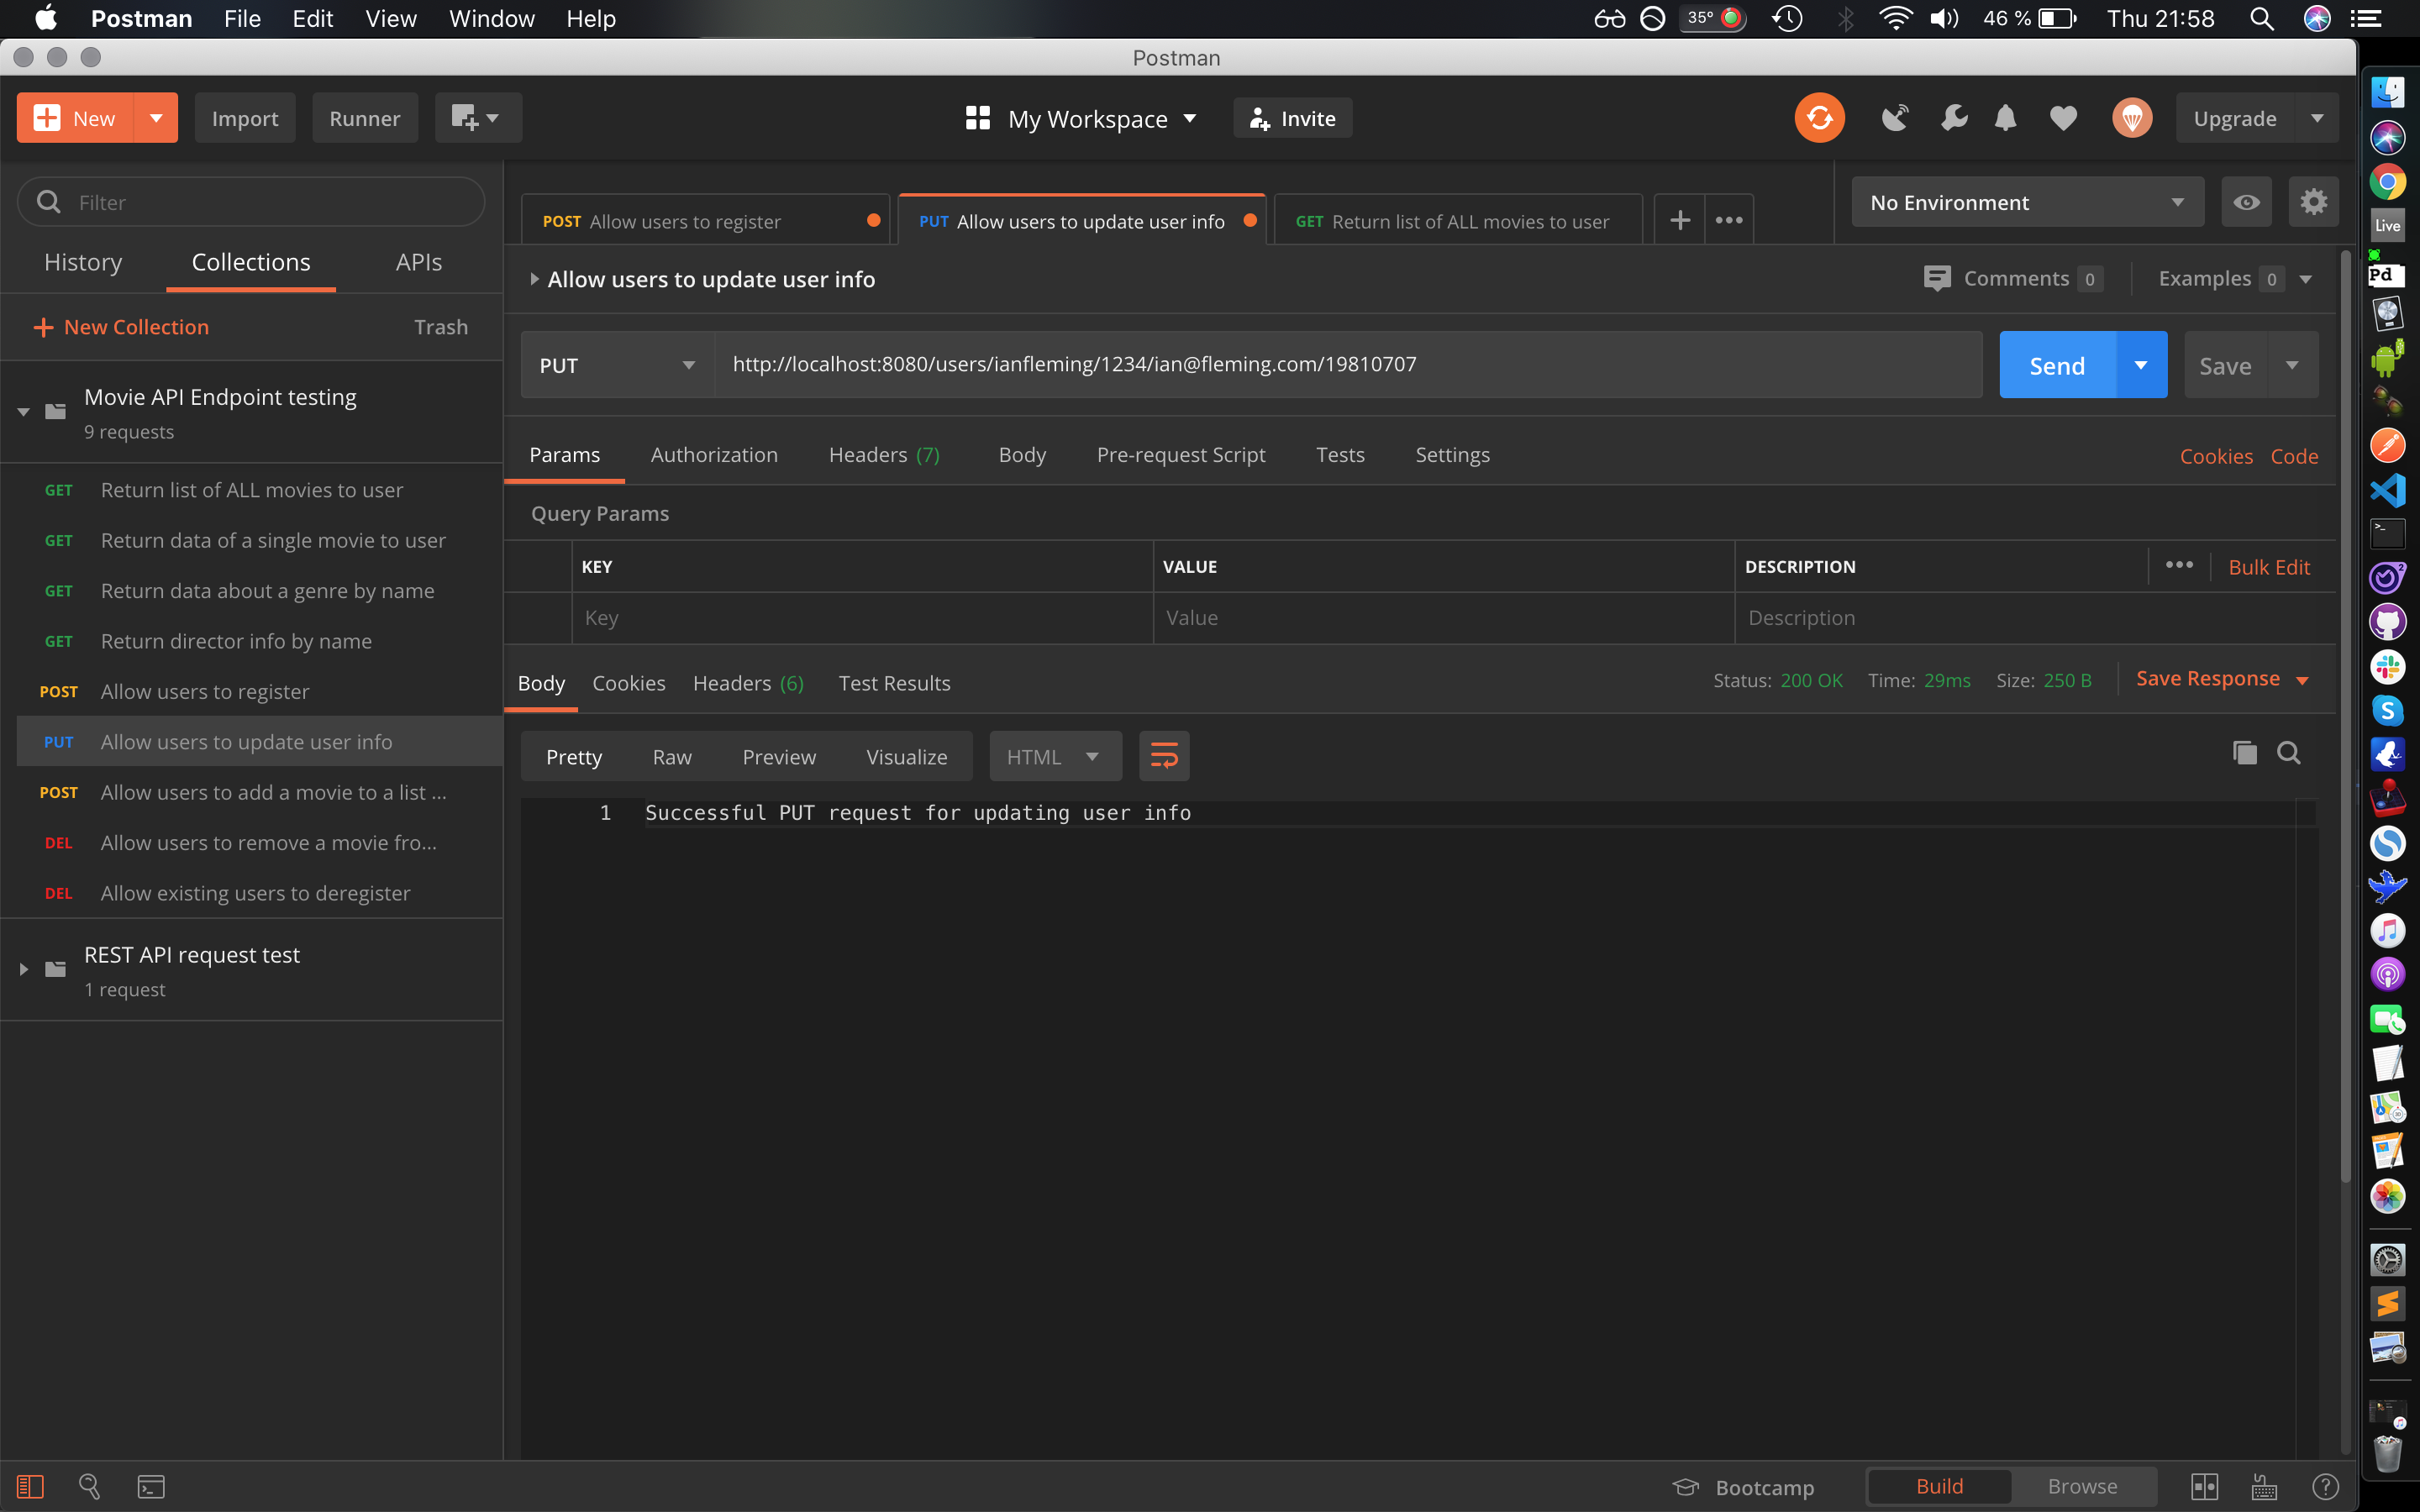 Postman File Edit View Window Help 35° 46 % Thu 21:58
Postman
New Import Runner My Workspace Invite Upgrade
Filter
History Collections APIs
New Collection Trash
Movie API Endpoint testing
9 requests
GET Return list of ALL movies to user
GET Return data of a single movie to user
GET Return data about a genre by name
GET Return director info by name
POST Allow users to register
PUT Allow users to update user info
POST Allow users to add a movie to a list ...
DEL Allow users to remove a movie fro...
DEL Allow existing users to deregister
REST API request test
1 request
POST Allow users to register PUT Allow users to update user info GET Return list of ALL movies to user No Environment
Allow users to update user info Comments 0 Examples 0
PUT http://localhost:8080/users/ianfleming/1234/ian@fleming.com/19810707 Send Save
Params Authorization Headers (7) Body Pre-request Script Tests Settings Cookies Code
Query Params
KEY VALUE DESCRIPTION Bulk Edit
Key Value Description
Body Cookies Headers (6) Test Results Status: 200 OK Time: 29ms Size: 250 B Save Response
Pretty Raw Preview Visualize HTML
1 Successful PUT request for updating user info
Bootcamp Build Browse
Live
Pd